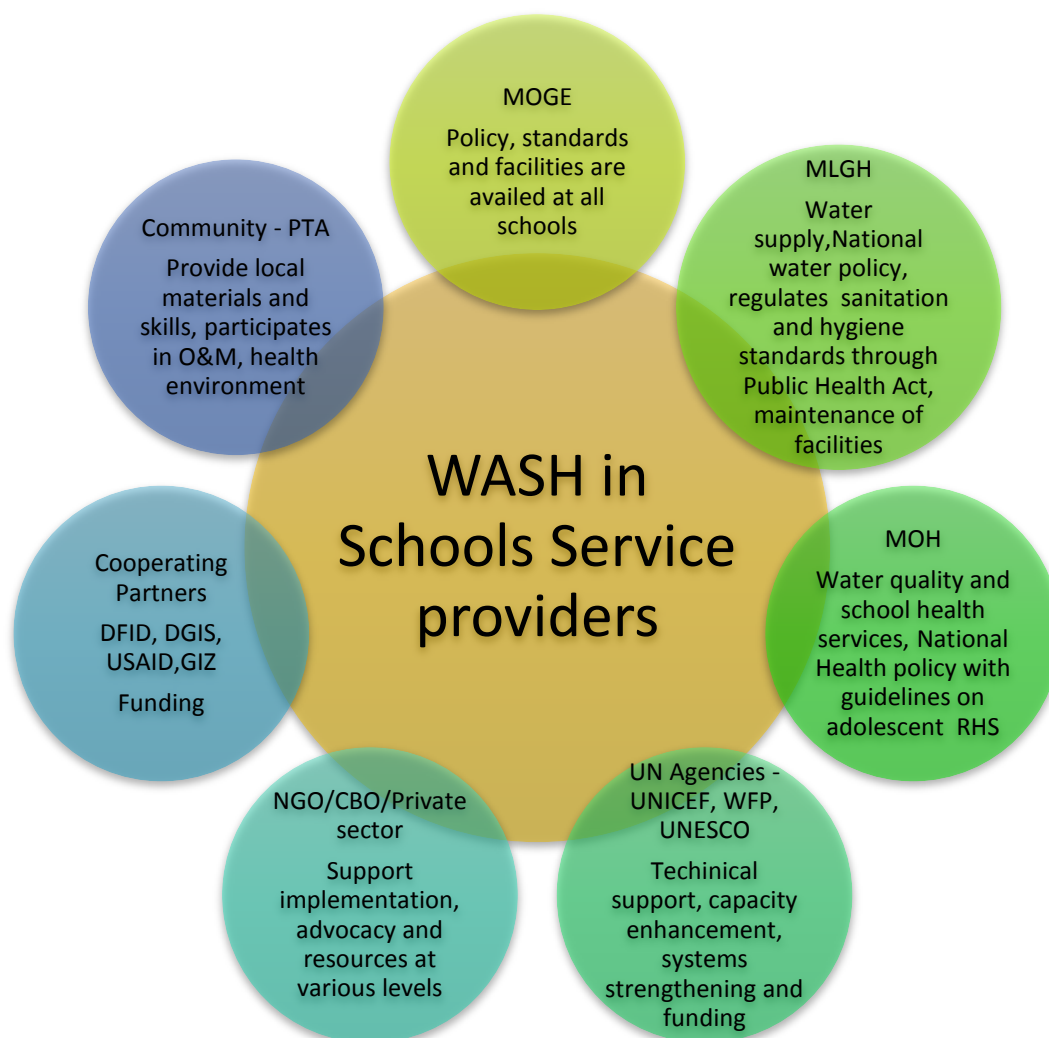 MOGE
Policy, standards
and facilities are
availed at all
schools
MLGH
Water
supply,National
water policy,
regulates sanitation
and hygiene
standards through
Public Health Act,
maintenance of
facilities
MOH
Water quality and
school health
services, National
Health policy with
guidelines on
adolescent RHS
UN Agencies -
UNICEF, WFP,
UNESCO
Techinical
support, capacity
enhancement,
systems
strengthening and
funding
NGO/CBO/Private
sector
Support
implementation,
advocacy and
resources at
various levels
Cooperating
Partners
DFID, DGIS,
USAID,GIZ
Funding
Community - PTA
Provide local
materials and
skills, participates
in O&M, health
environment
WASH in
Schools Service
providers